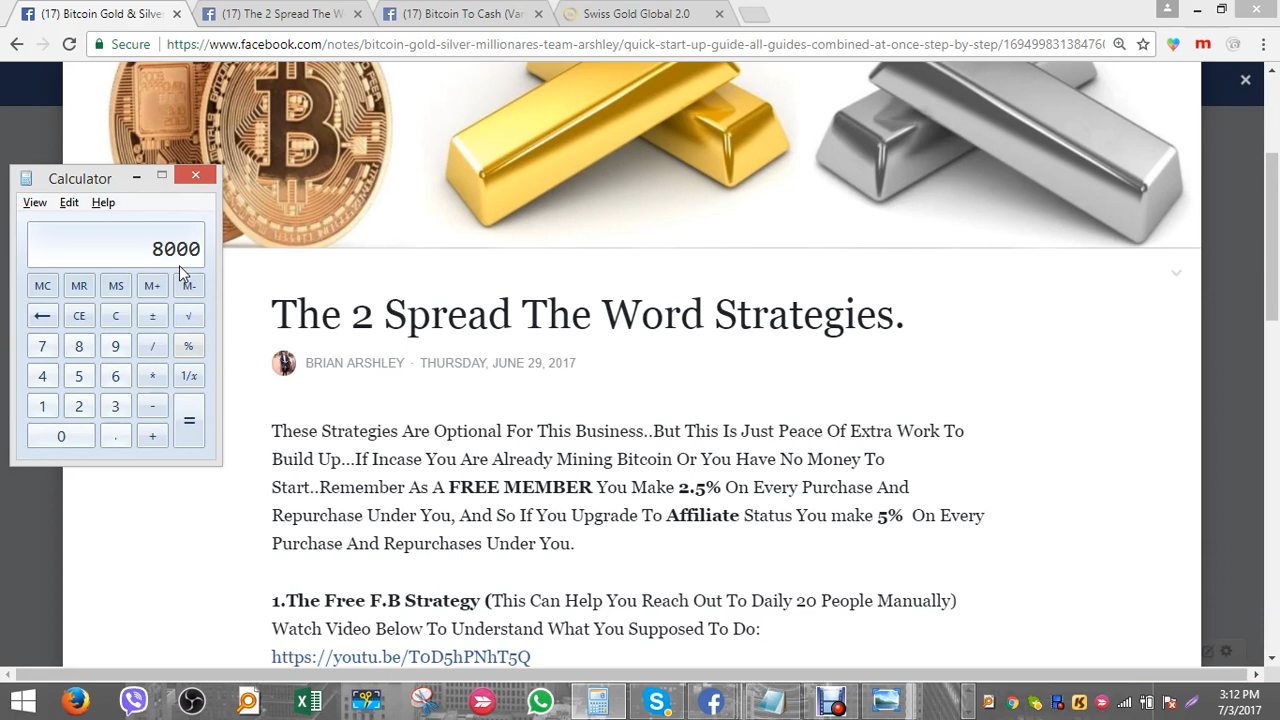 (17) Bitcoin Gold & Silver
(17) The 2 Spread The W
(17) Bitcoin To Cash (Var
Swiss Gold Global 2.0
Secure
https://www.facebook.com/notes/bitcoin-gold-silver-millionares-team-arshley/quick-start-up-guide-all-guides-combined-at-once-step-by-step/169499831384760
Calculator
View Edit Help
8000
MC MR MS M+ M-
← CE C ± √
7 8 9 / %
4 5 6 * 1/x
1 2 3 - =
0 . +
The 2 Spread The Word Strategies.
BRIAN ARSHLEY · THURSDAY, JUNE 29, 2017
These Strategies Are Optional For This Business..But This Is Just Peace Of Extra Work To
Build Up...If Incase You Are Already Mining Bitcoin Or You Have No Money To
Start..Remember As A FREE MEMBER You Make 2.5% On Every Purchase And
Repurchase Under You, And So If You Upgrade To Affiliate Status You make 5% On Every
Purchase And Repurchases Under You.
1.The Free F.B Strategy (This Can Help You Reach Out To Daily 20 People Manually)
Watch Video Below To Understand What You Supposed To Do:
https://youtu.be/T0D5hPNhT5Q
3:12 PM
7/3/2017